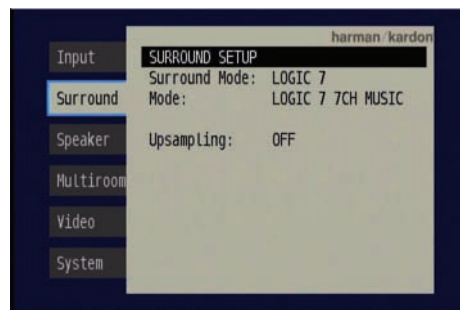 harman/kardon
Input
Surround
Speaker
Multiroom
Video
System
SURROUND SETUP
Surround Mode: LOGIC 7
Mode: LOGIC 7 7CH MUSIC
Upsampling: OFF